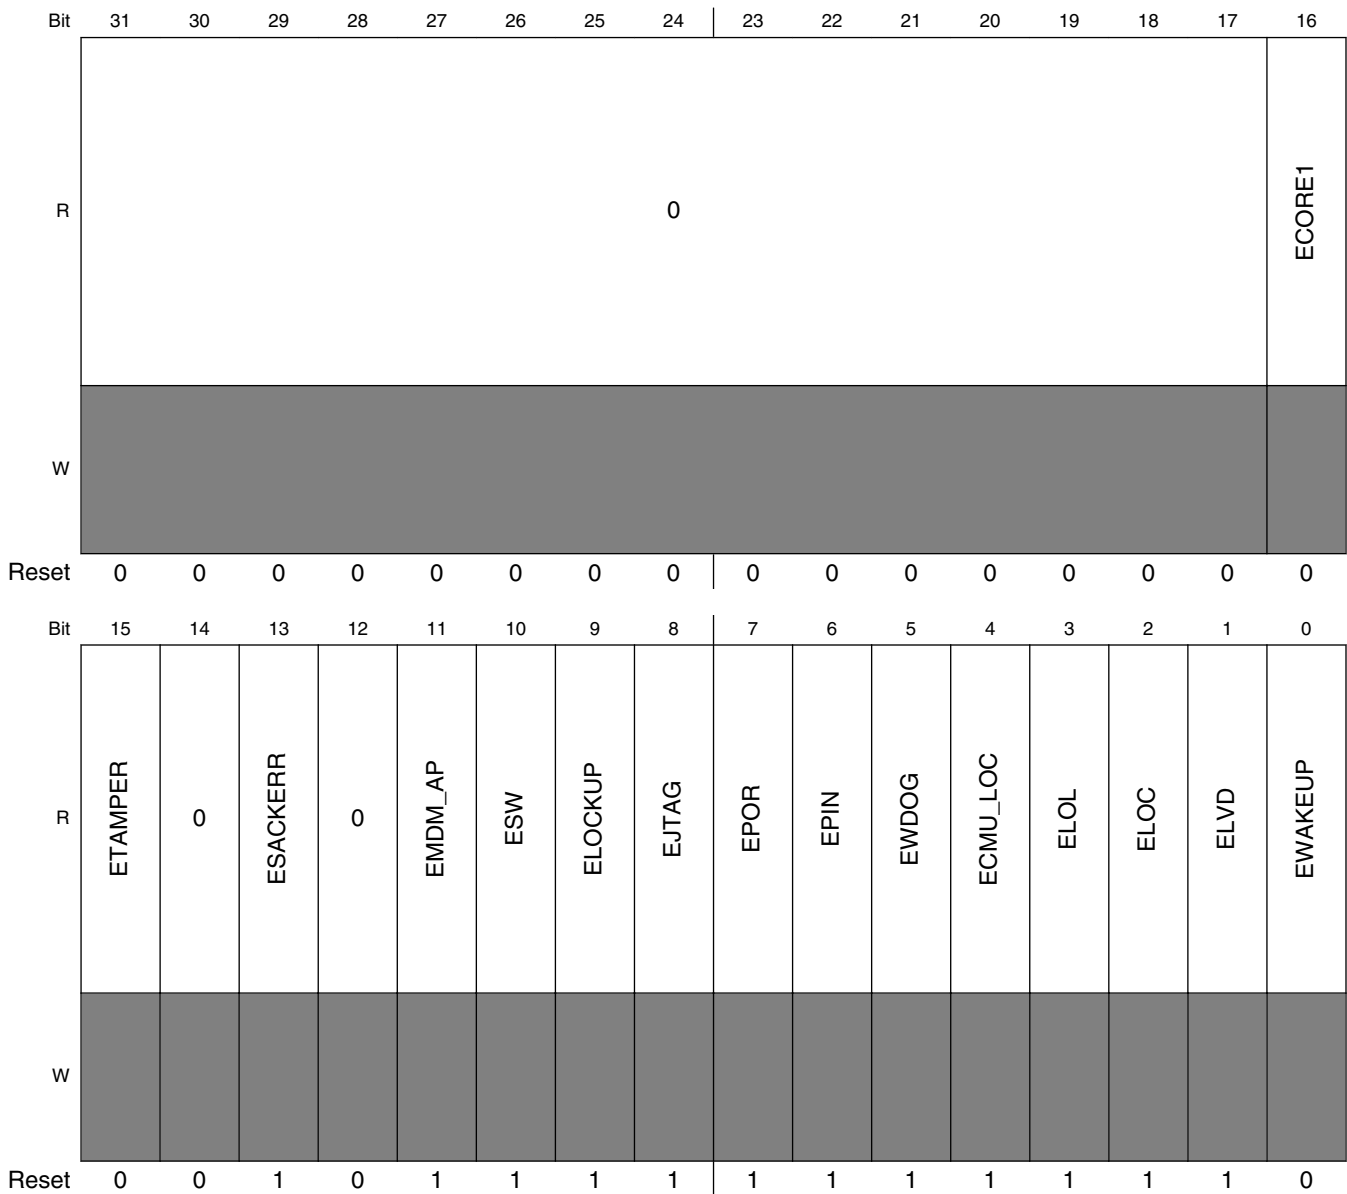 Bit 31 30 29 28 27 26 25 24 23 22 21 20 19 18 17 16
R 0 ECORE1
W
Reset 0 0 0 0 0 0 0 0 0 0 0 0 0 0 0 0
Bit 15 14 13 12 11 10 9 8 7 6 5 4 3 2 1 0
R ETAMPER 0 ESACKERR 0 EMDM_AP ESW ELOCKUP EJTAG EPOR EPIN EWDOG ECMU_LOC ELOL ELOC ELVD EWAKEUP
W
Reset 0 0 1 0 1 1 1 1 1 1 1 1 1 1 1 0